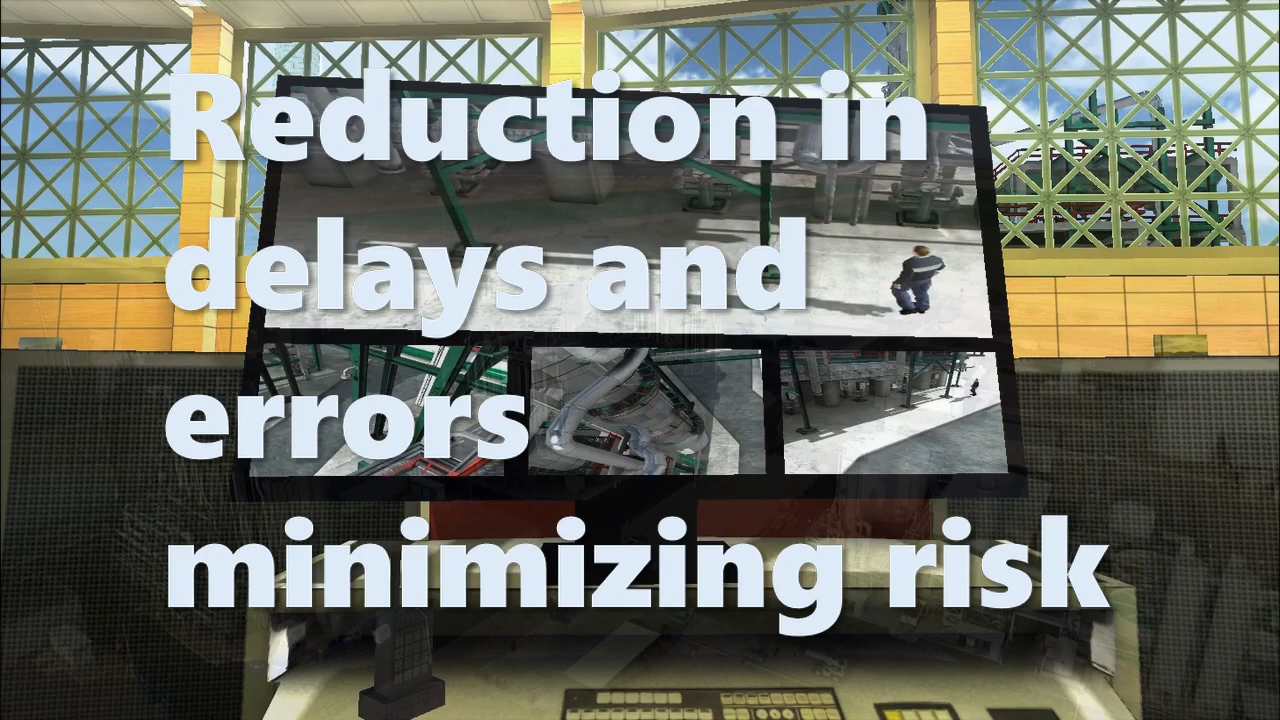 Reduction in
delays and
errors
minimizing risk